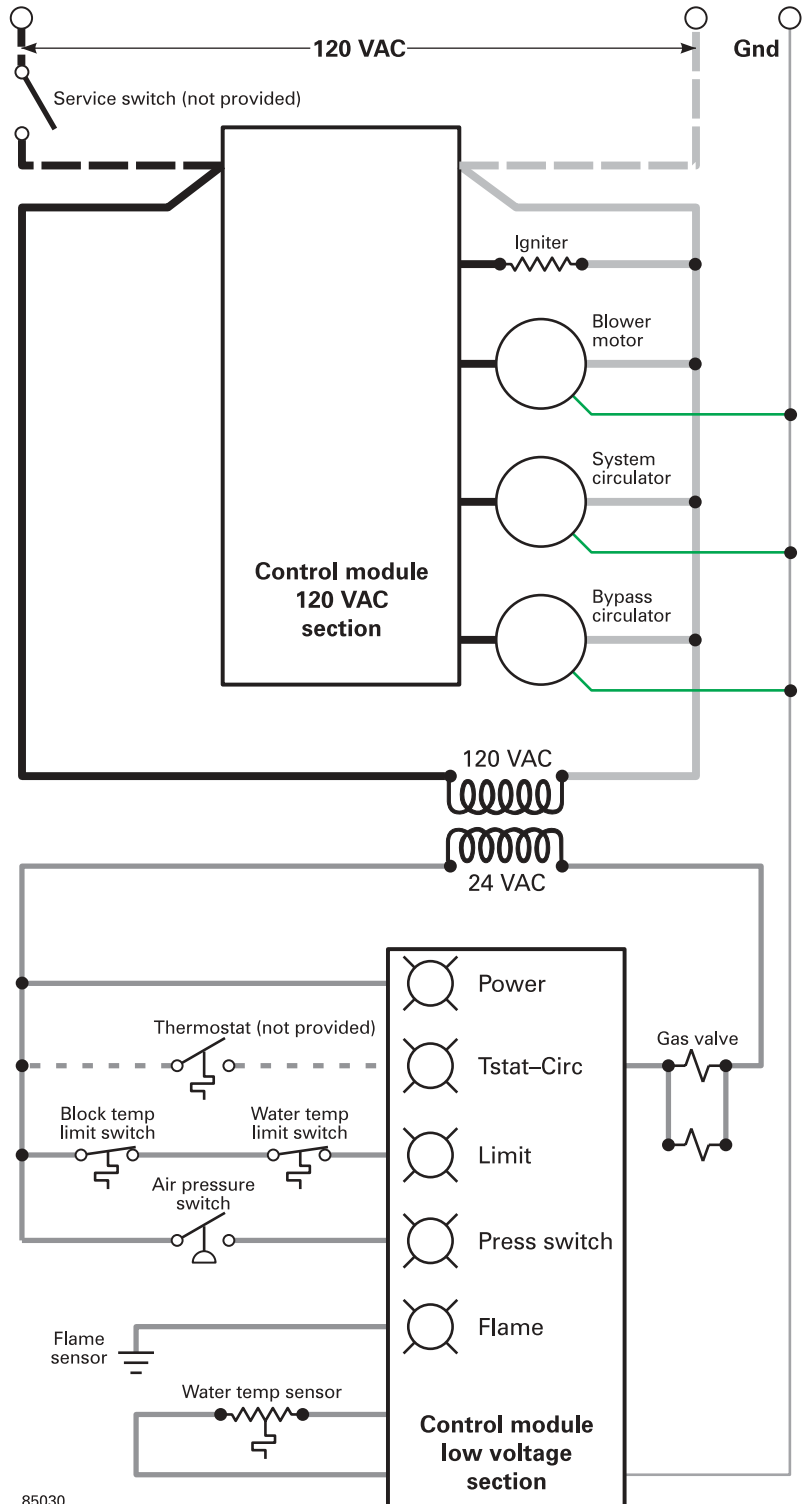 120 VAC
Gnd
Service switch (not provided)
Igniter
Blower
motor
System
circulator
Control module
120 VAC
section
Bypass
circulator
120 VAC
24 VAC
Power
Thermostat (not provided)
Tstat–Circ
Gas valve
Block temp
limit switch
Water temp
limit switch
Limit
Air pressure
switch
Press switch
Flame
Flame
sensor
Water temp sensor
Control module
low voltage
section
85030